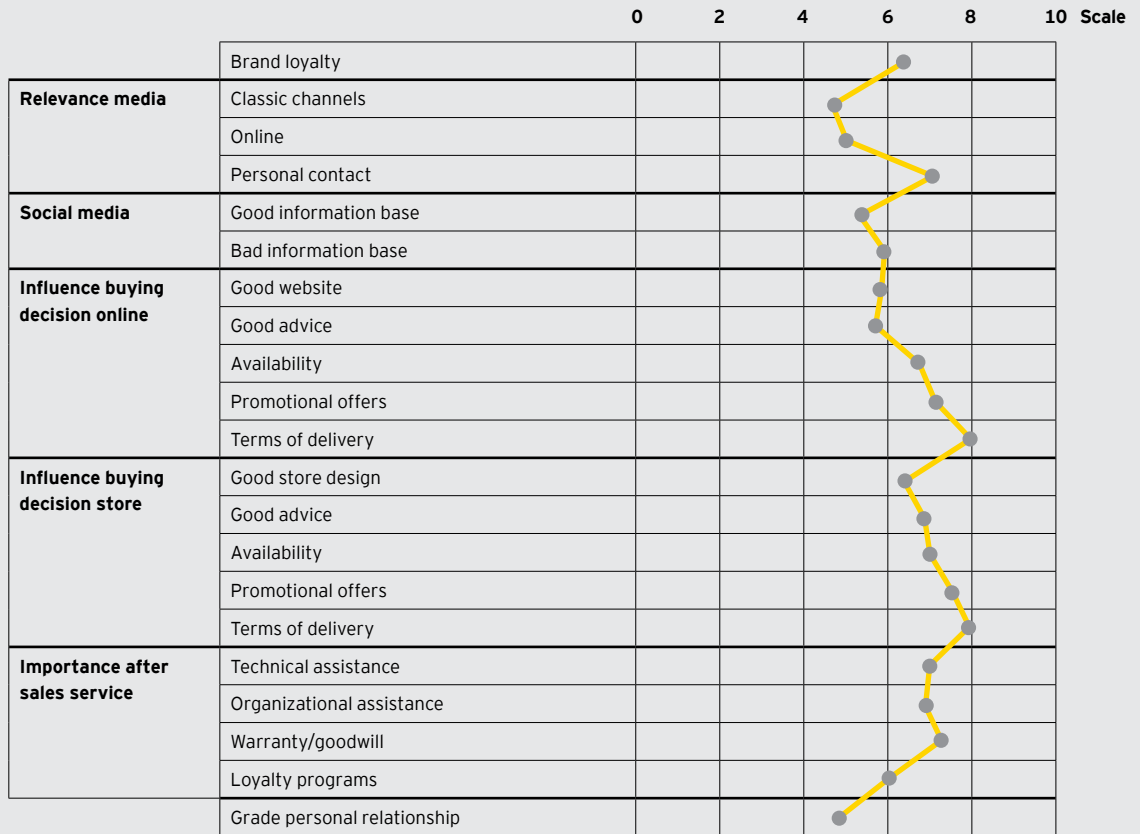 0 2 4 6 8 10 Scale
Brand loyalty
Relevance media Classic channels
Online
Personal contact
Social media Good information base
Bad information base
Influence buying Good website
decision online
Good advice
Availability
Promotional offers
Terms of delivery
Influence buying Good store design
decision store
Good advice
Availability
Promotional offers
Terms of delivery
Importance after Technical assistance
sales service
Organizational assistance
Warranty/goodwill
Loyalty programs
Grade personal relationship